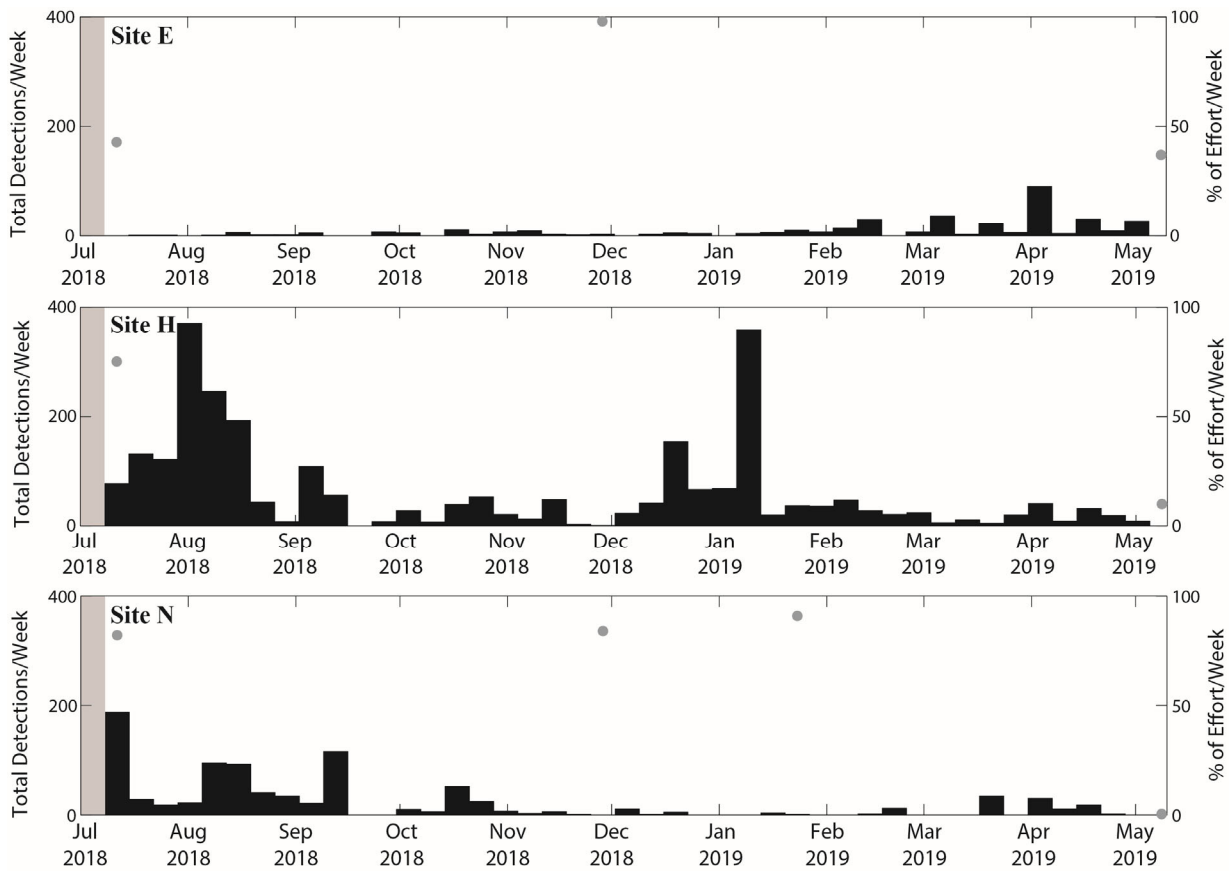 Total Detections/Week
400
200
0
Site E
100
50
0
% of Effort/Week
Jul Aug Sep Oct Nov Dec Jan Feb Mar Apr May
2018 2018 2018 2018 2018 2018 2019 2019 2019 2019 2019
Total Detections/Week
400
200
0
Site H
100
50
0
% of Effort/Week
Jul Aug Sep Oct Nov Dec Jan Feb Mar Apr May
2018 2018 2018 2018 2018 2018 2019 2019 2019 2019 2019
Total Detections/Week
400
200
0
Site N
100
50
0
% of Effort/Week
Jul Aug Sep Oct Nov Dec Jan Feb Mar Apr May
2018 2018 2018 2018 2018 2018 2019 2019 2019 2019 2019